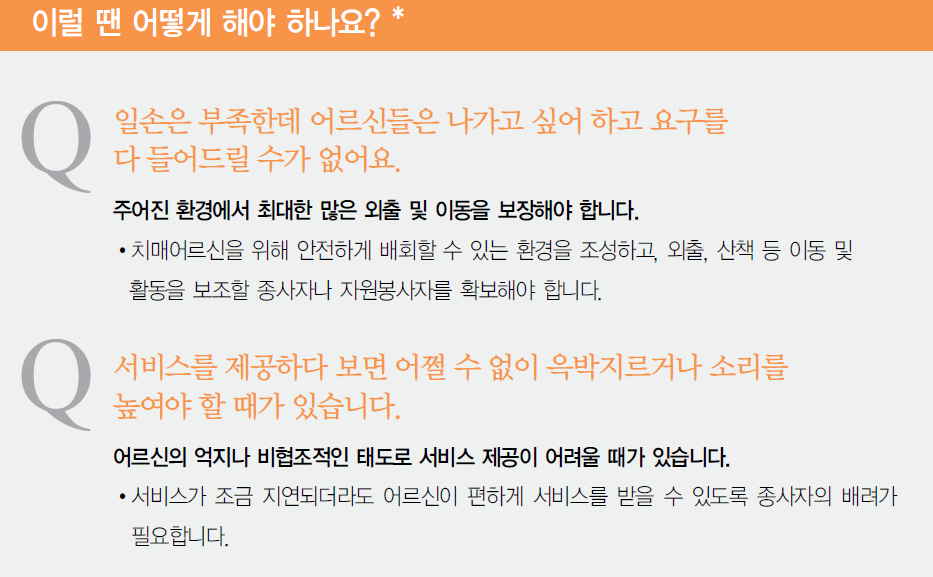 이럴 땐 어떻게 해야 하나요? *
Q 일손은 부족한데 어르신들은 나가고 싶어 하고 요구를
다 들어드릴 수가 없어요.
주어진 환경에서 최대한 많은 외출 및 이동을 보장해야 합니다.
• 치매어르신을 위해 안전하게 배회할 수 있는 환경을 조성하고, 외출, 산책 등 이동 및
활동을 보조할 종사자나 자원봉사자를 확보해야 합니다.
Q 서비스를 제공하다 보면 어쩔 수 없이 윽박지르거나 소리를
높여야 할 때가 있습니다.
어르신의 억지나 비협조적인 태도로 서비스 제공이 어려울 때가 있습니다.
• 서비스가 조금 지연되더라도 어르신이 편하게 서비스를 받을 수 있도록 종사자의 배려가
필요합니다.